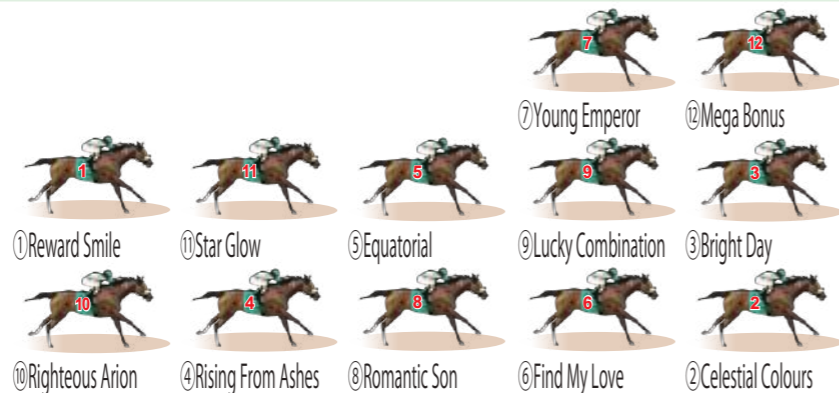 7 12
⑦Young Emperor ⑫Mega Bonus
1 11 5 9 3
①Reward Smile ⑪Star Glow ⑤Equatorial ⑨Lucky Combination ③Bright Day
10 4 8 6 2
⑩Righteous Arion ④Rising From Ashes ⑧Romantic Son ⑥Find My Love ②Celestial Colours